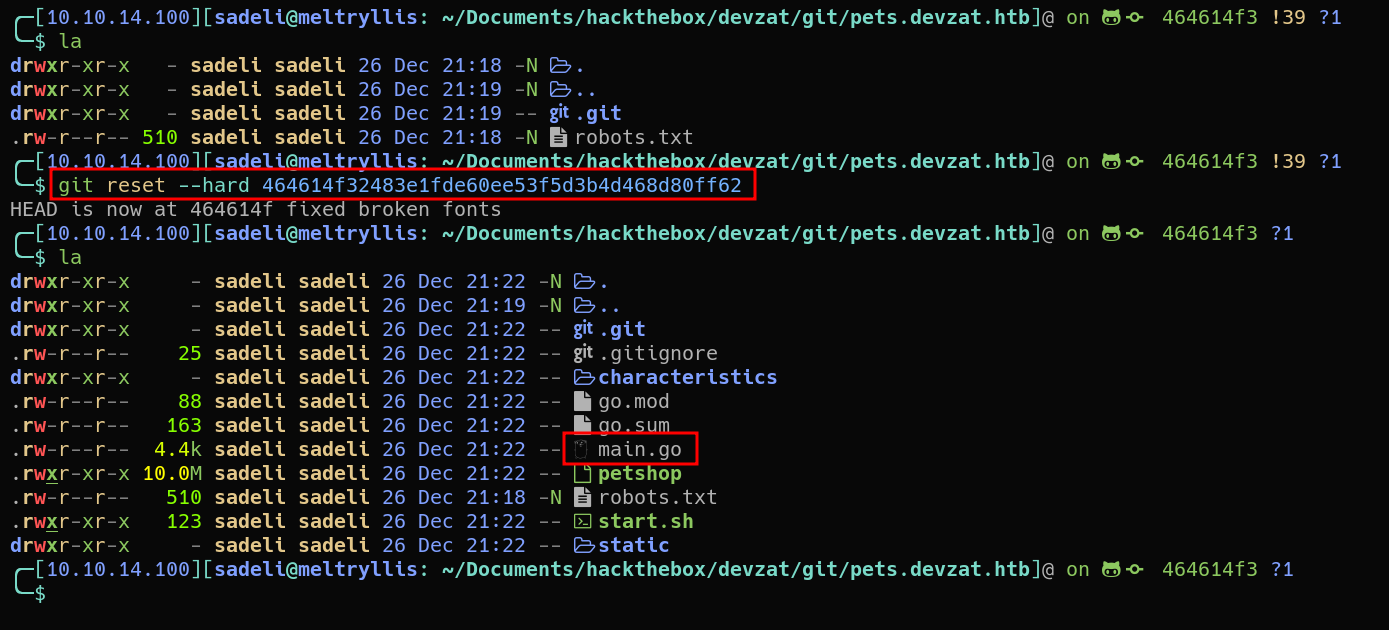 [10.10.14.100][sadeli@meltryllis: ~/Documents/hackthebox/devzat/git/pets.devzat.htb]@ on 464614f3 !39 ?1
$ la
drwxr-xr-x - sadeli sadeli 26 Dec 21:18 -N .
drwxr-xr-x - sadeli sadeli 26 Dec 21:19 -N ..
drwxr-xr-x - sadeli sadeli 26 Dec 21:19 -- git .git
.rw-r--r-- 510 sadeli sadeli 26 Dec 21:18 -N robots.txt
[10.10.14.100][sadeli@meltryllis: ~/Documents/hackthebox/devzat/git/pets.devzat.htb]@ on 464614f3 !39 ?1
$ git reset --hard 464614f32483e1fde60ee53f5d3b4d468d80ff62
HEAD is now at 464614f fixed broken fonts
[10.10.14.100][sadeli@meltryllis: ~/Documents/hackthebox/devzat/git/pets.devzat.htb]@ on 464614f3 ?1
$ la
drwxr-xr-x - sadeli sadeli 26 Dec 21:22 -N .
drwxr-xr-x - sadeli sadeli 26 Dec 21:19 -N ..
drwxr-xr-x - sadeli sadeli 26 Dec 21:22 -- git .git
.rw-r--r-- 25 sadeli sadeli 26 Dec 21:22 -- git .gitignore
drwxr-xr-x - sadeli sadeli 26 Dec 21:22 -- characteristics
.rw-r--r-- 88 sadeli sadeli 26 Dec 21:22 -- go.mod
.rw-r--r-- 163 sadeli sadeli 26 Dec 21:22 -- go.sum
.rw-r--r-- 4.4k sadeli sadeli 26 Dec 21:22 -- main.go
.rwxr-xr-x 10.0M sadeli sadeli 26 Dec 21:22 -- petshop
.rw-r--r-- 510 sadeli sadeli 26 Dec 21:18 -N robots.txt
.rwxr-xr-x 123 sadeli sadeli 26 Dec 21:22 -- start.sh
drwxr-xr-x - sadeli sadeli 26 Dec 21:22 -- static
[10.10.14.100][sadeli@meltryllis: ~/Documents/hackthebox/devzat/git/pets.devzat.htb]@ on 464614f3 ?1
$